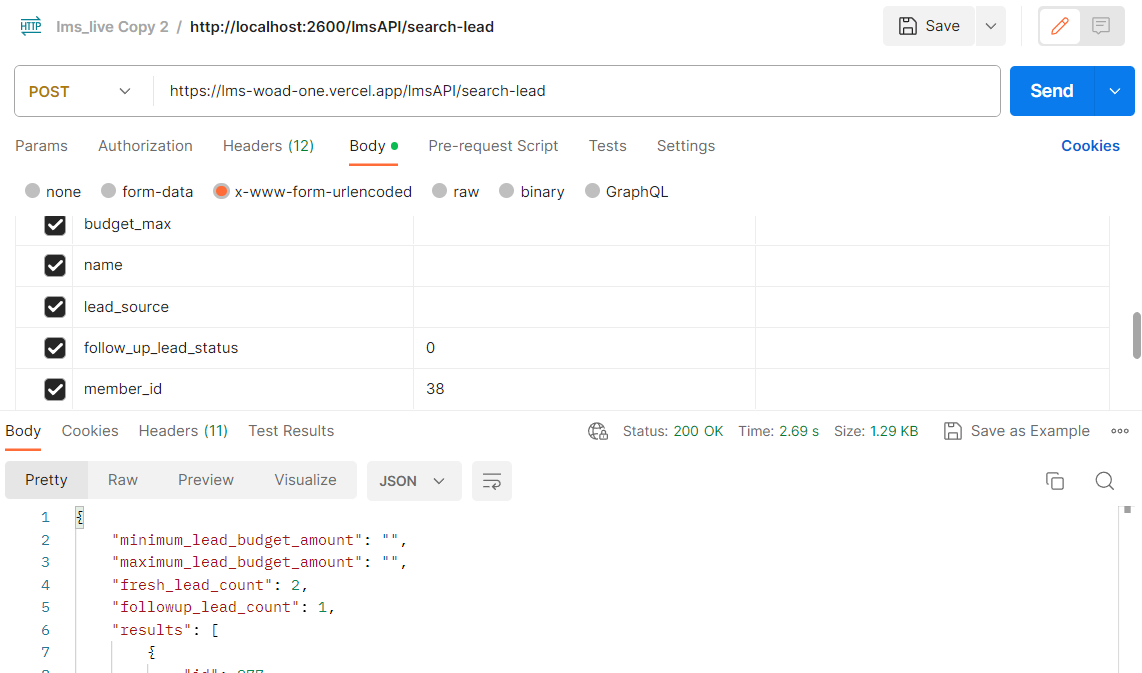 HTTP lms_live Copy 2 / http://localhost:2600/lmsAPI/search-lead Save
POST https://lms-woad-one.vercel.app/lmsAPI/search-lead Send
Params Authorization Headers (12) Body Pre-request Script Tests Settings Cookies
none form-data x-www-form-urlencoded raw binary GraphQL
budget_max
name
lead_source
follow_up_lead_status 0
member_id 38
Body Cookies Headers (11) Test Results Status: 200 OK Time: 2.69 s Size: 1.29 KB Save as Example
Pretty Raw Preview Visualize JSON
1 {
2 "minimum_lead_budget_amount": "",
3 "maximum_lead_budget_amount": "",
4 "fresh_lead_count": 2,
5 "followup_lead_count": 1,
6 "results": [
7 {